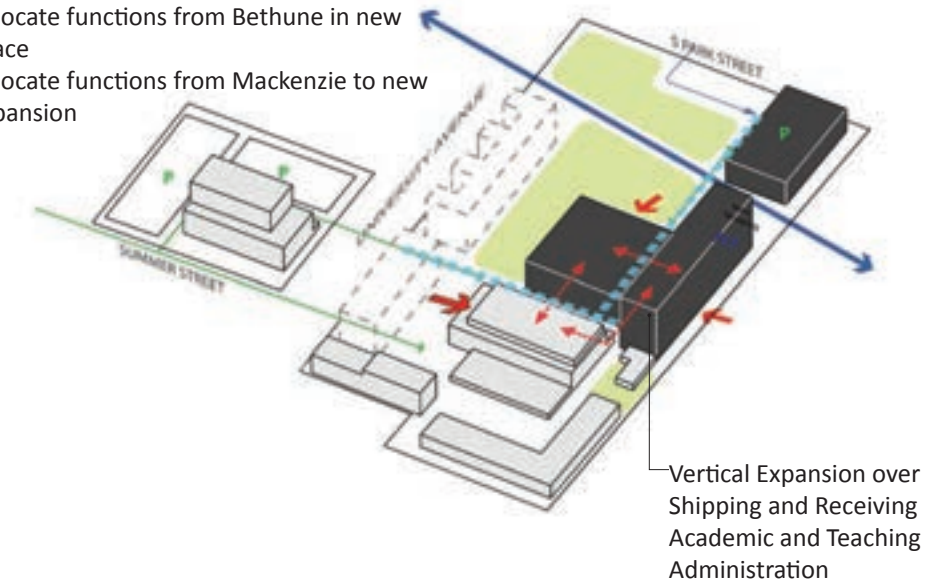 ocate functions from Bethune in new
ace
ocate functions from Mackenzie to new
pansion
S PARK STREET
P
P
P
SUMMER STREET
Vertical Expansion over
Shipping and Receiving
Academic and Teaching
Administration